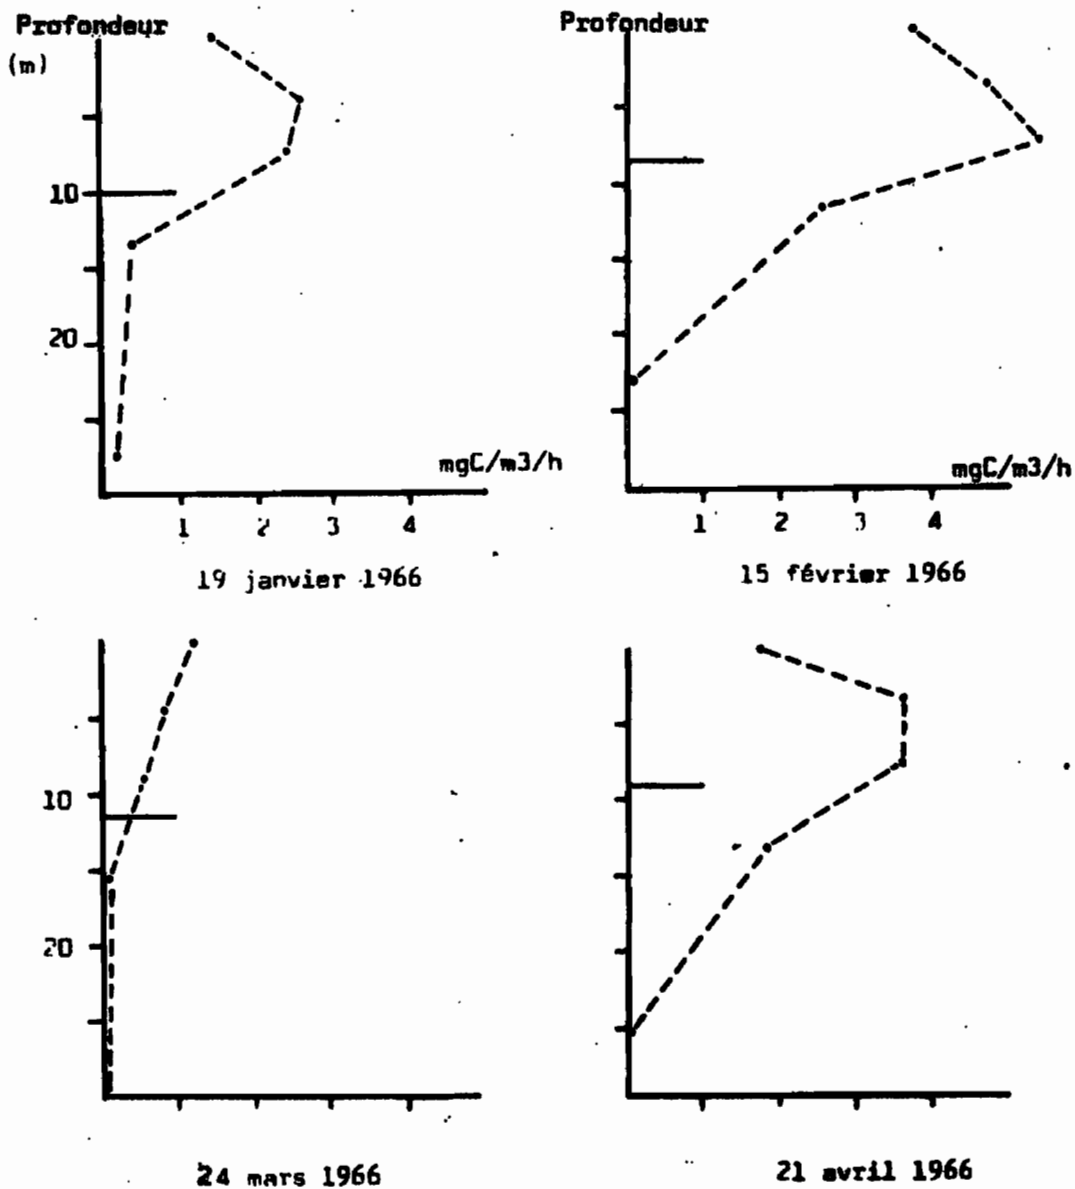 Profondeur
(m)
10
20
mgC/m3/h
1 2 3 4
19 janvier 1966
Profondeur
mgC/m3/h
1 2 3 4
15 février 1966
10
20
24 mars 1966
21 avril 1966